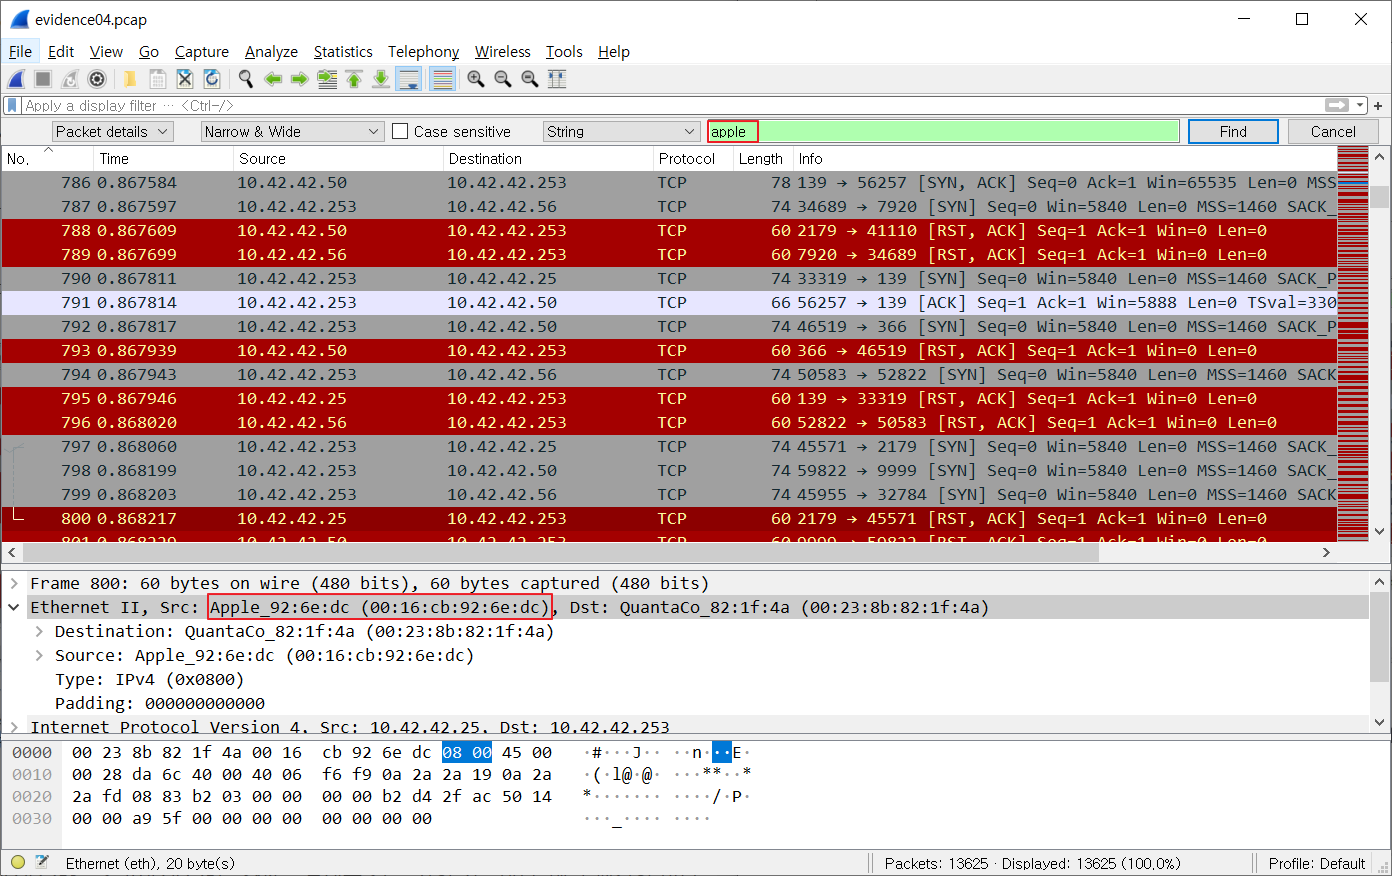 evidence04.pcap
File Edit View Go Capture Analyze Statistics Telephony Wireless Tools Help
Apply a display filter ··· <Ctrl-/>
Packet details Narrow & Wide Case sensitive String apple Find Cancel
No. Time Source Destination Protocol Length Info
786 0.867584 10.42.42.50 10.42.42.253 TCP 78 139 → 56257 [SYN, ACK] Seq=0 Ack=1 Win=65535 Len=0 MSS
787 0.867597 10.42.42.253 10.42.42.56 TCP 74 34689 → 7920 [SYN] Seq=0 Win=5840 Len=0 MSS=1460 SACK_
788 0.867609 10.42.42.50 10.42.42.253 TCP 60 2179 → 41110 [RST, ACK] Seq=1 Ack=1 Win=0 Len=0
789 0.867699 10.42.42.56 10.42.42.253 TCP 60 7920 → 34689 [RST, ACK] Seq=1 Ack=1 Win=0 Len=0
790 0.867811 10.42.42.253 10.42.42.25 TCP 74 33319 → 139 [SYN] Seq=0 Win=5840 Len=0 MSS=1460 SACK_P
791 0.867814 10.42.42.253 10.42.42.50 TCP 66 56257 → 139 [ACK] Seq=1 Ack=1 Win=5888 Len=0 TSval=330
792 0.867817 10.42.42.253 10.42.42.50 TCP 74 46519 → 366 [SYN] Seq=0 Win=5840 Len=0 MSS=1460 SACK_P
793 0.867939 10.42.42.50 10.42.42.253 TCP 60 366 → 46519 [RST, ACK] Seq=1 Ack=1 Win=0 Len=0
794 0.867943 10.42.42.253 10.42.42.56 TCP 74 50583 → 52822 [SYN] Seq=0 Win=5840 Len=0 MSS=1460 SACK
795 0.867946 10.42.42.25 10.42.42.253 TCP 60 139 → 33319 [RST, ACK] Seq=1 Ack=1 Win=0 Len=0
796 0.868020 10.42.42.56 10.42.42.253 TCP 60 52822 → 50583 [RST, ACK] Seq=1 Ack=1 Win=0 Len=0
797 0.868060 10.42.42.253 10.42.42.25 TCP 74 45571 → 2179 [SYN] Seq=0 Win=5840 Len=0 MSS=1460 SACK_
798 0.868199 10.42.42.253 10.42.42.50 TCP 74 59822 → 9999 [SYN] Seq=0 Win=5840 Len=0 MSS=1460 SACK_
799 0.868203 10.42.42.253 10.42.42.56 TCP 74 45955 → 32784 [SYN] Seq=0 Win=5840 Len=0 MSS=1460 SACK
800 0.868217 10.42.42.25 10.42.42.253 TCP 60 2179 → 45571 [RST, ACK] Seq=1 Ack=1 Win=0 Len=0
801 0.868229 10.42.42.50 10.42.42.253 TCP 60 9999 → 59822 [RST, ACK] Seq=1 Ack=1 Win=0 Len=0
Frame 800: 60 bytes on wire (480 bits), 60 bytes captured (480 bits)
Ethernet II, Src: Apple_92:6e:dc (00:16:cb:92:6e:dc), Dst: QuantaCo_82:1f:4a (00:23:8b:82:1f:4a)
Destination: QuantaCo_82:1f:4a (00:23:8b:82:1f:4a)
Source: Apple_92:6e:dc (00:16:cb:92:6e:dc)
Type: IPv4 (0x0800)
Padding: 000000000000
Internet Protocol Version 4, Src: 10.42.42.25, Dst: 10.42.42.253
0000 00 23 8b 82 1f 4a 00 16 cb 92 6e dc 08 00 45 00 ·#···J·· ··n···E·
0010 00 28 da 6c 40 00 40 06 f6 f9 0a 2a 2a 19 0a 2a ·(·l@·@· ···**··*
0020 2a fd 08 83 b2 03 00 00 00 00 b2 d4 2f ac 50 14 *······· ····/·P·
0030 00 00 a9 5f 00 00 00 00 00 00 00 00 ···_···· ····
Ethernet (eth), 20 byte(s) Packets: 13625 · Displayed: 13625 (100.0%) Profile: Default